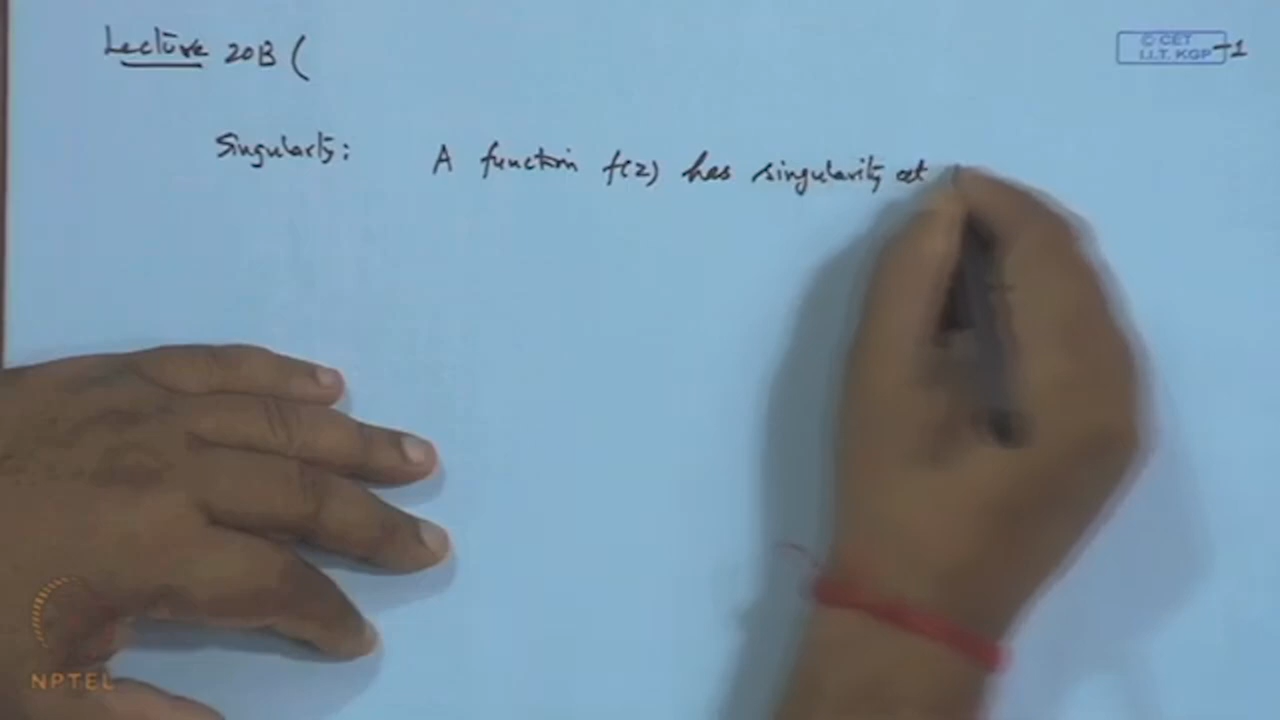 Lecture 20B (
© CET
I.I.T. KGP
-1
Singularity: A function f(z) has singularity at
NPTEL